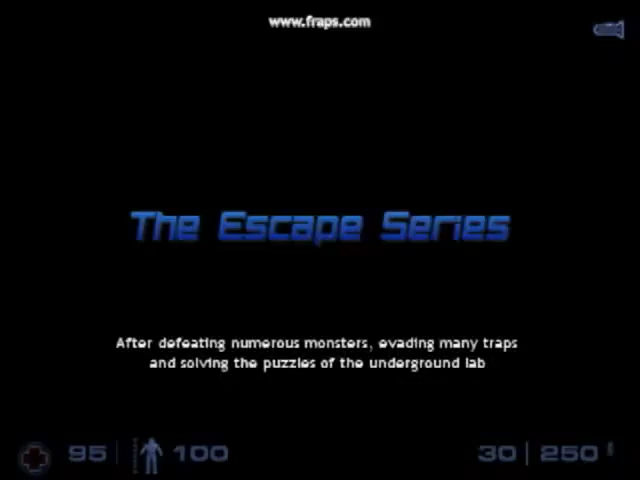 www.fraps.com
The Escape Series
After defeating numerous monsters, evading many traps
and solving the puzzles of the underground lab
95 | 100 30 | 250